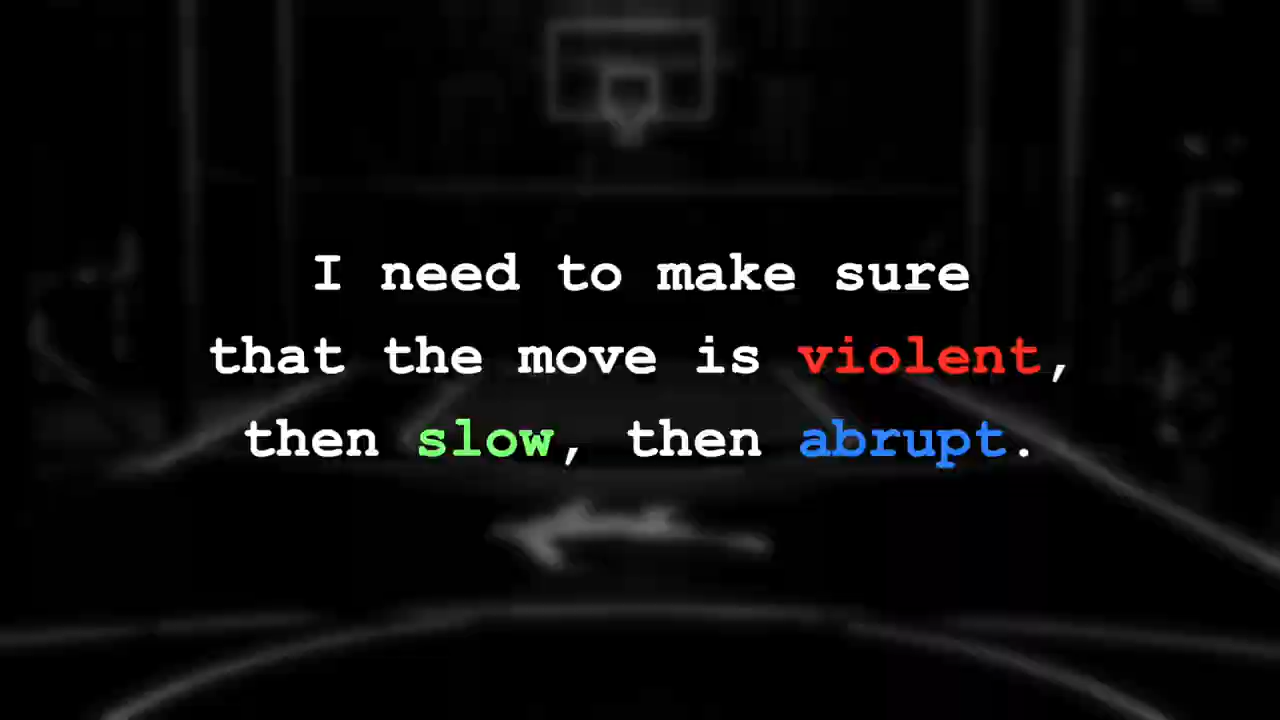 I need to make sure
that the move is violent,
then slow, then abrupt.